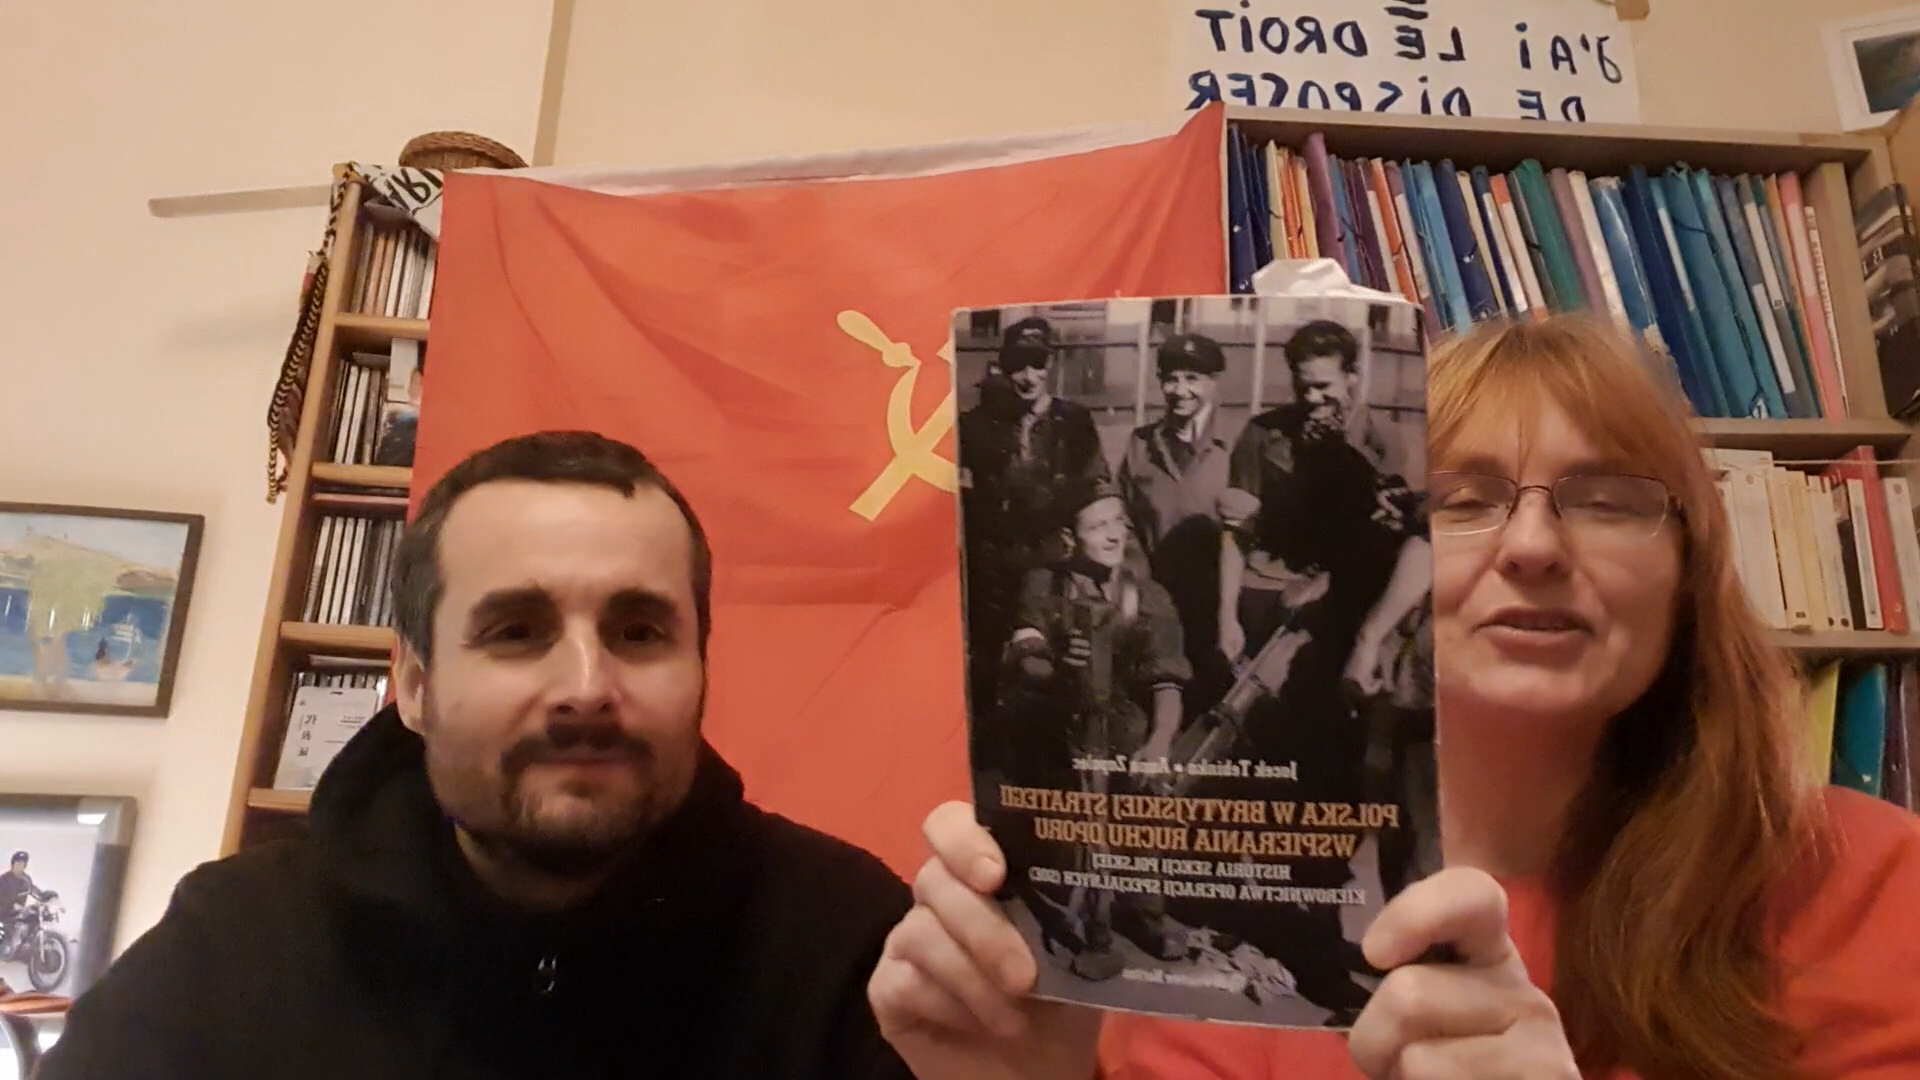 J'Ai LE DROIT
DE DiSPOSER
Jacek Tebinka • Anna Zapalec
POLSKA W BRYTYJSKIEJ STRATEGII
WSPIERANIA RUCHU OPORU
HISTORIA SEKCJI POLSKIEJ
KIEROWNICTWA OPERACJI SPECJALNYCH (SOE)